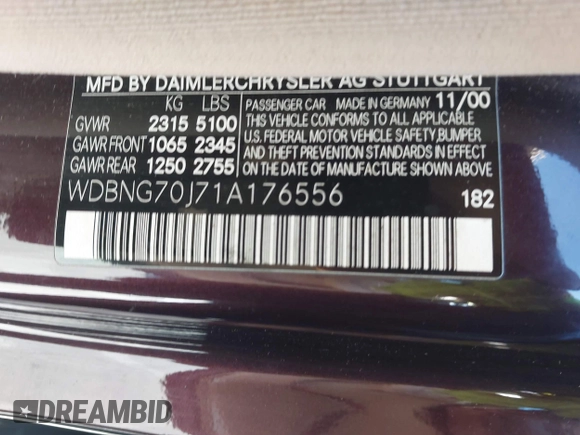 MFD BY DAIMLERCHRYSLER AG STUTTGART
KG LBS
GVWR 2315 5100
GAWR FRONT 1065 2345
GAWR REAR 1250 2755
PASSENGER CAR MADE IN GERMANY 11/00
THIS VEHICLE CONFORMS TO ALL APPLICABLE
U.S. FEDERAL MOTOR VEHICLE SAFETY, BUMPER
AND THEFT PREVENTION STANDARDS IN EFFECT
ON THE DATE OF MANUFACTURE SHOWN ABOVE
WDBNG70J71A176556
182
DREAMBID